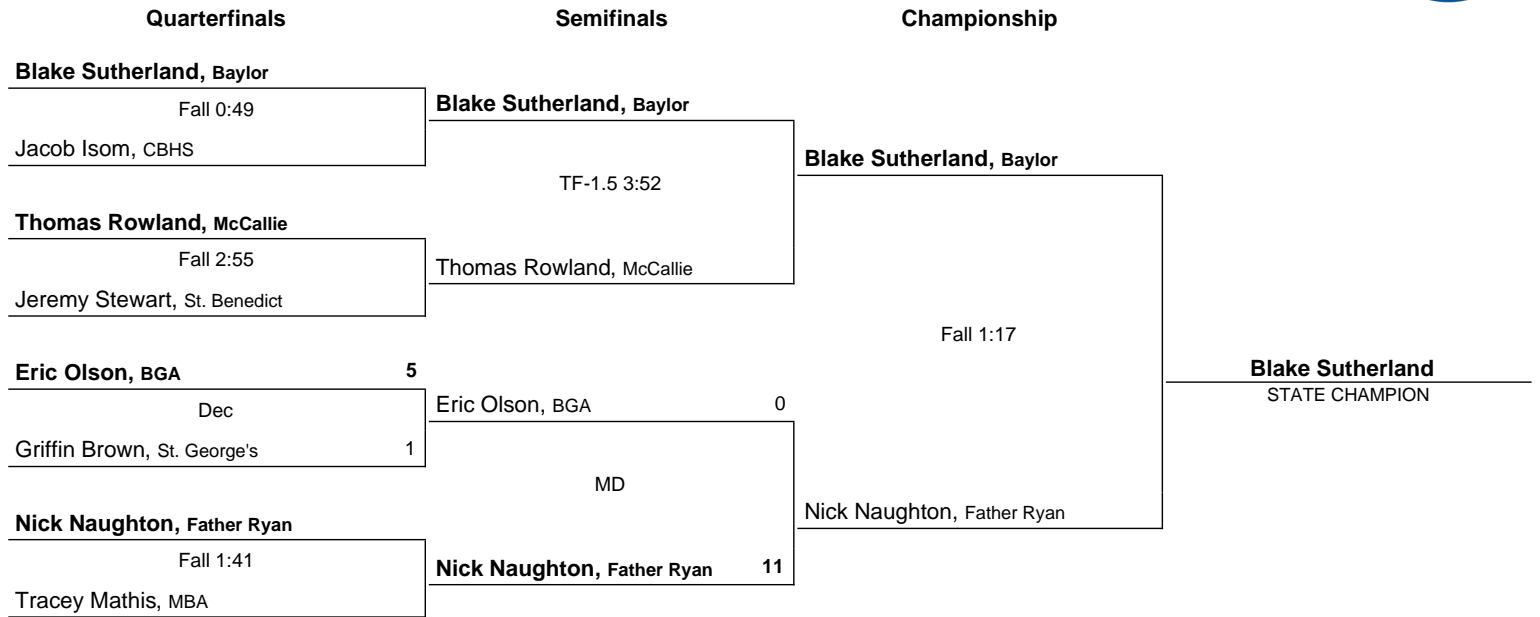 Quarterfinals Semifinals Championship
Blake Sutherland, Baylor
Fall 0:49
Jacob Isom, CBHS
Thomas Rowland, McCallie
Fall 2:55
Jeremy Stewart, St. Benedict
Eric Olson, BGA 5
Dec
Griffin Brown, St. George's 1
Nick Naughton, Father Ryan
Fall 1:41
Tracey Mathis, MBA
Blake Sutherland, Baylor
TF-1.5 3:52
Thomas Rowland, McCallie
Eric Olson, BGA 0
MD
Nick Naughton, Father Ryan 11
Blake Sutherland, Baylor
Fall 1:17
Nick Naughton, Father Ryan
Blake Sutherland
STATE CHAMPION